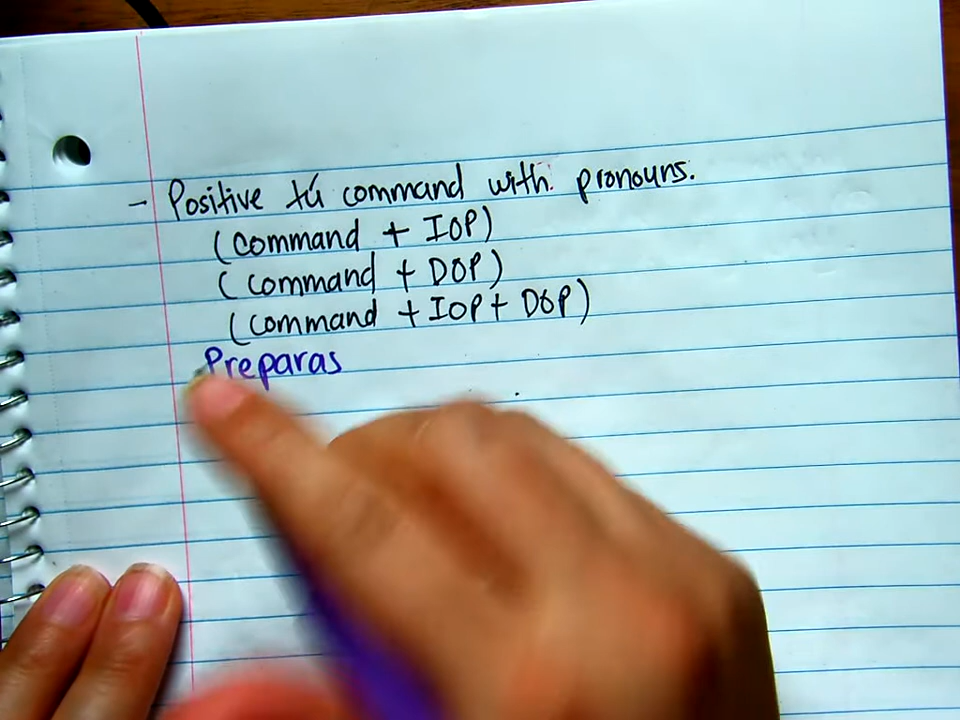 - Positive tú command with pronouns.
(command + IOP)
(command + DOP)
(command + IOP + DOP)
Preparas